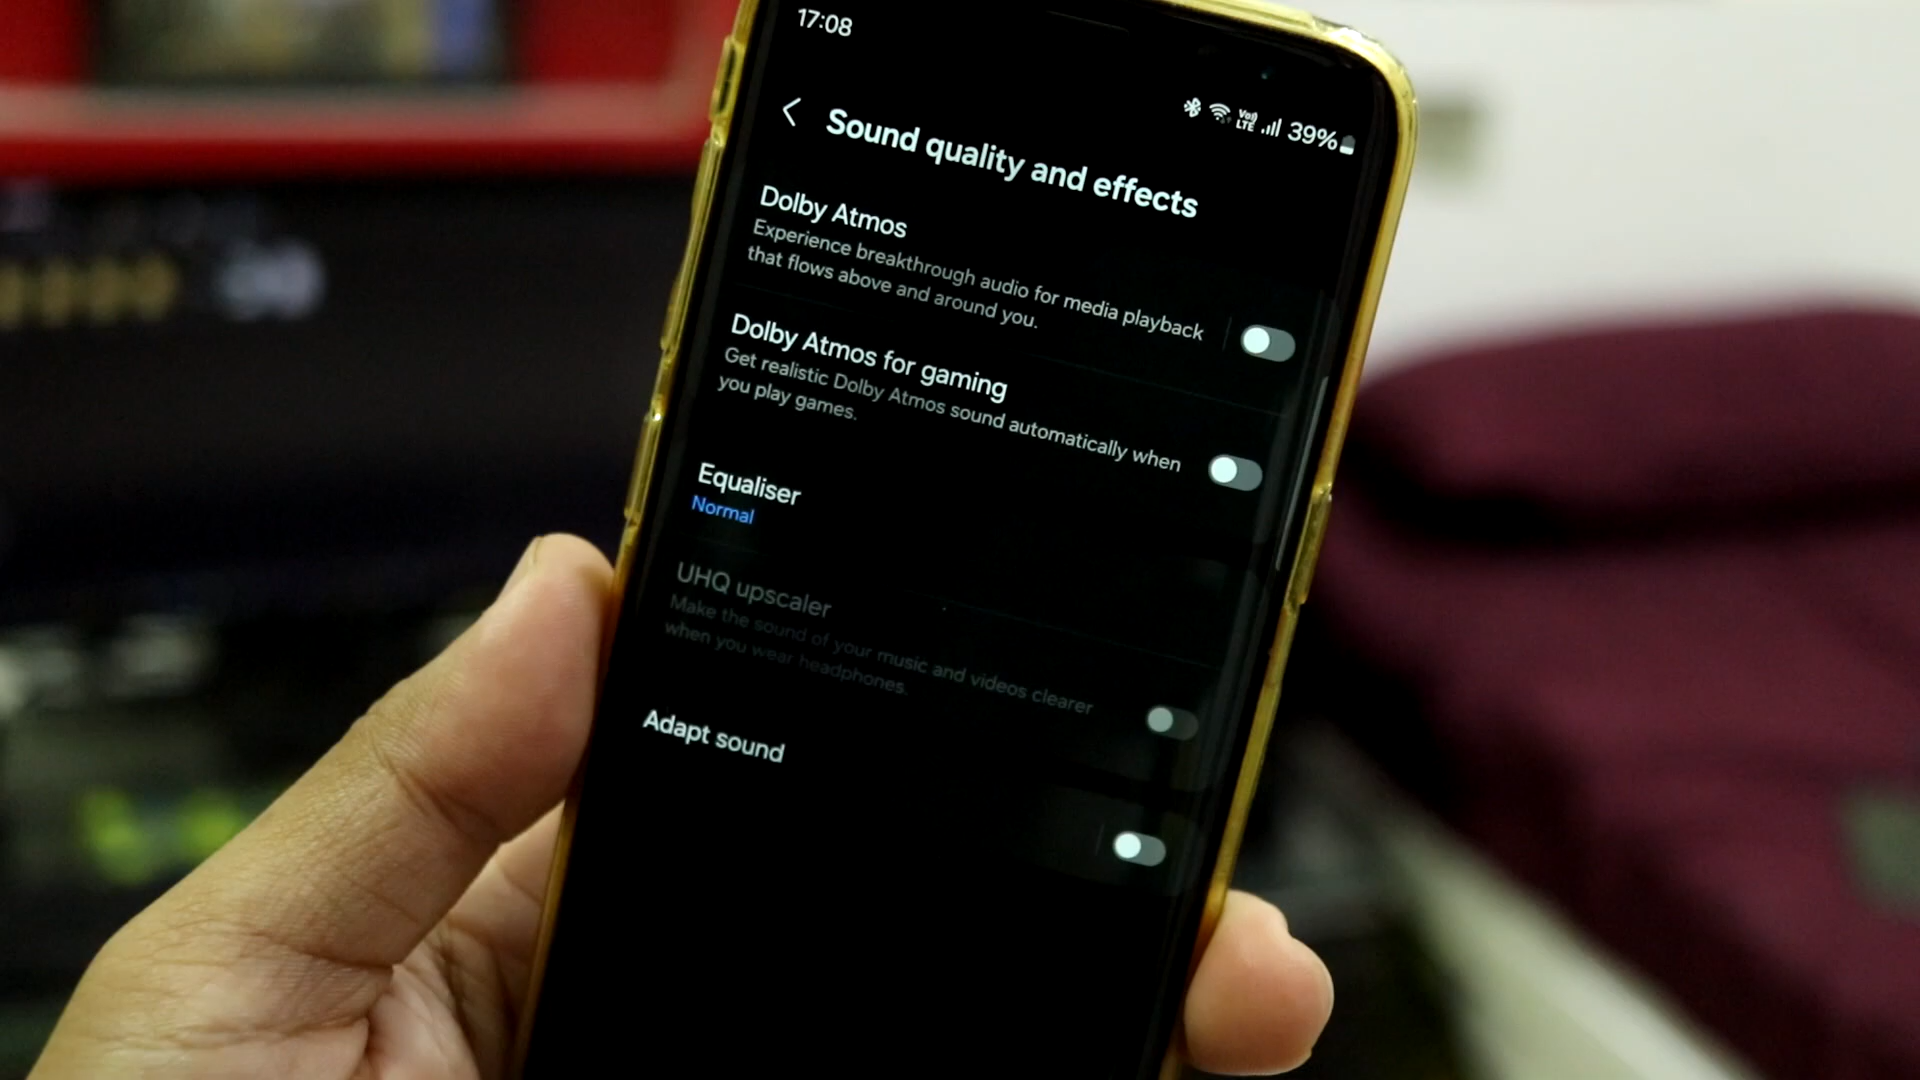 17:08
Vo))
LTE
39%
Sound quality and effects
Dolby Atmos
Experience breakthrough audio for media playback
that flows above and around you.
Dolby Atmos for gaming
Get realistic Dolby Atmos sound automatically when
you play games.
Equaliser
Normal
UHQ upscaler
Make the sound of your music and videos clearer
when you wear headphones.
Adapt sound